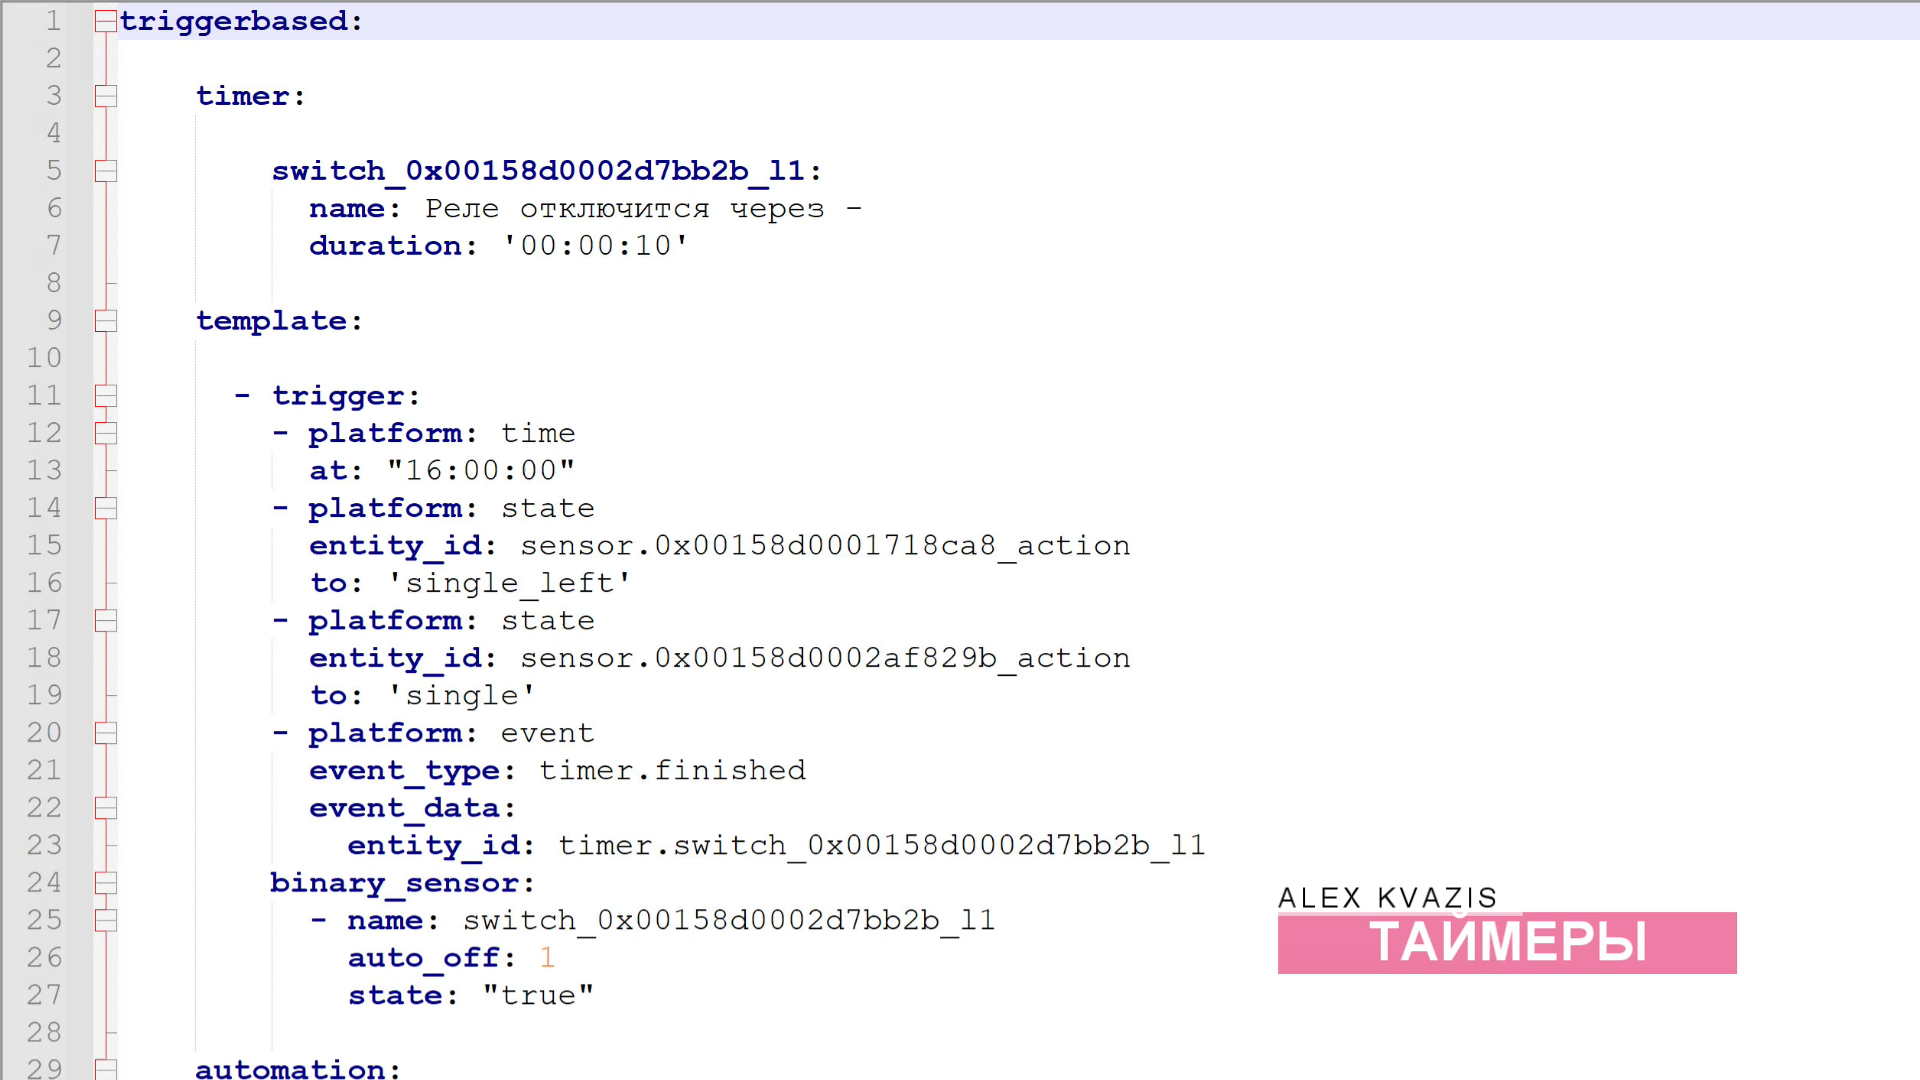 1 triggerbased:
2
3 timer:
4
5 switch_0x00158d0002d7bb2b_l1:
6 name: Реле отключится через -
7 duration: '00:00:10'
8
9 template:
10
11 - trigger:
12 - platform: time
13 at: "16:00:00"
14 - platform: state
15 entity_id: sensor.0x00158d0001718ca8_action
16 to: 'single_left'
17 - platform: state
18 entity_id: sensor.0x00158d0002af829b_action
19 to: 'single'
20 - platform: event
21 event_type: timer.finished
22 event_data:
23 entity_id: timer.switch_0x00158d0002d7bb2b_l1
24 binary_sensor:
25 - name: switch_0x00158d0002d7bb2b_l1
26 auto_off: 1
27 state: "true"
28
29 automation:
ALEX KVAZIS
ТАЙМЕРЫ